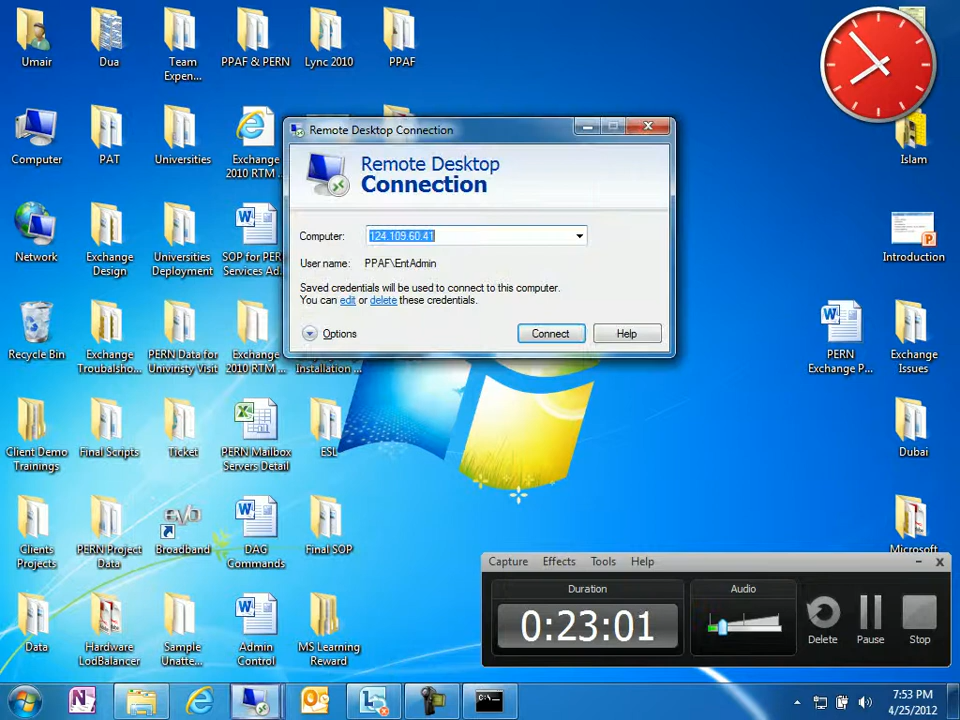 Umair
Dua
Team
Expen...
PPAF & PERN
Lync 2010
PPAF
Computer
PAT
Universities
Exchange
2010 RTM ...
Islam
Remote Desktop Connection
Remote Desktop
Connection
Computer:
124.109.60.41
User name:
PPAF\EntAdmin
Saved credentials will be used to connect to this computer.
You can edit or delete these credentials.
Options
Connect
Help
Network
Exchange
Design
Universities
Deployment
SOP for PERN
Services Ad...
Introduction
Recycle Bin
Exchange
Troubalsho...
PERN Data for
Univiristy Visit
Exchange
2010 RTM ...
Installation ...
PERN
Exchange P...
Exchange
Issues
Client Demo
Trainings
Final Scripts
Ticket
PERN Mailbox
Servers Detail
ESL
Dubai
Clients
Projects
PERN Project
Data
evo
Broadband
DAG
Commands
Final SOP
Microsoft
Data
Hardware
LodBalancer
Sample
Unatte...
Admin
Control
MS Learning
Reward
Capture
Effects
Tools
Help
Duration
0:23:01
Audio
Delete
Pause
Stop
7:53 PM
4/25/2012